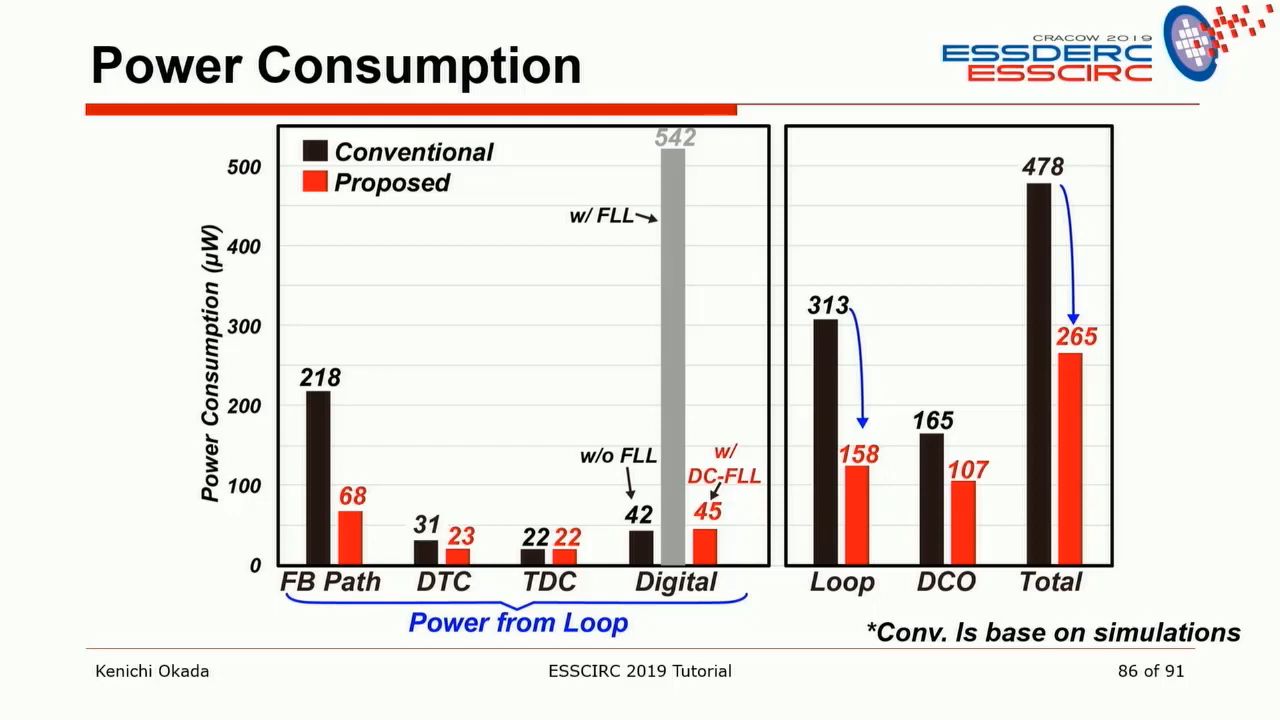 Power Consumption
CRACOW 2019
ESSDERC
ESSCIRC
Conventional
Proposed
Power Consumption (μW)
500
400
300
200
100
0
218
68
31
23
22
22
w/o FLL
42
w/ FLL
542
w/
DC-FLL
45
313
158
165
107
478
265
FB Path
DTC
TDC
Digital
Loop
DCO
Total
Power from Loop
*Conv. Is base on simulations
Kenichi Okada
ESSCIRC 2019 Tutorial
86 of 91